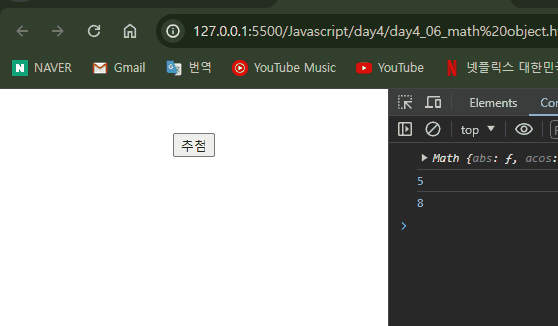 127.0.0.1:5500/Javascript/day4/day4_06_math%20object.h
NAVER Gmail 번역 YouTube Music YouTube 넷플릭스 대한민국
추첨
Elements Co
top
Math {abs: ƒ, acos:
5
8